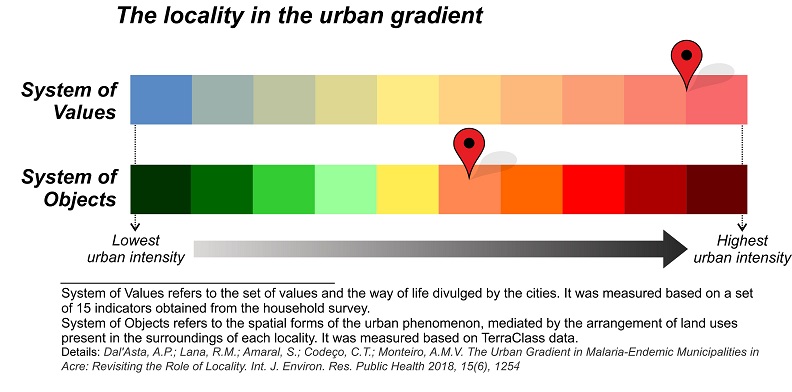 The locality in the urban gradient
System of
Values
System of
Objects
Lowest
urban intensity
Highest
urban intensity
System of Values refers to the set of values and the way of life divulged by the cities. It was measured based on a set
of 15 indicators obtained from the household survey.
System of Objects refers to the spatial forms of the urban phenomenon, mediated by the arrangement of land uses
present in the surroundings of each locality. It was measured based on TerraClass data.
Details: Dal'Asta, A.P.; Lana, R.M.; Amaral, S.; Codeço, C.T.; Monteiro, A.M.V. The Urban Gradient in Malaria-Endemic Municipalities in
Acre: Revisiting the Role of Locality. Int. J. Environ. Res. Public Health 2018, 15(6), 1254